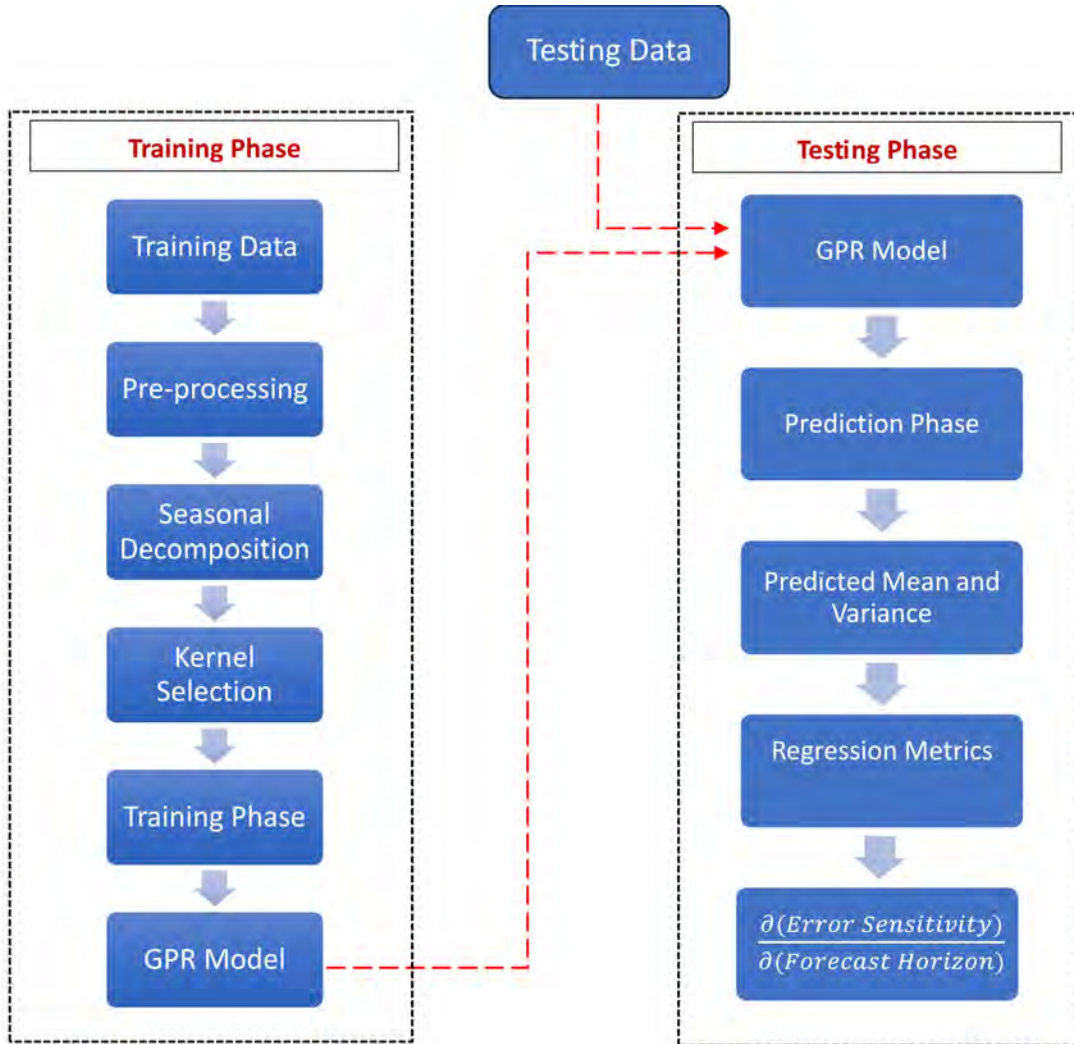 Testing Data
Training Phase
Training Data
Pre-processing
Seasonal
Decomposition
Kernel
Selection
Training Phase
GPR Model
Testing Phase
GPR Model
Prediction Phase
Predicted Mean and
Variance
Regression Metrics
∂(Error Sensitivity)
∂(Forecast Horizon)